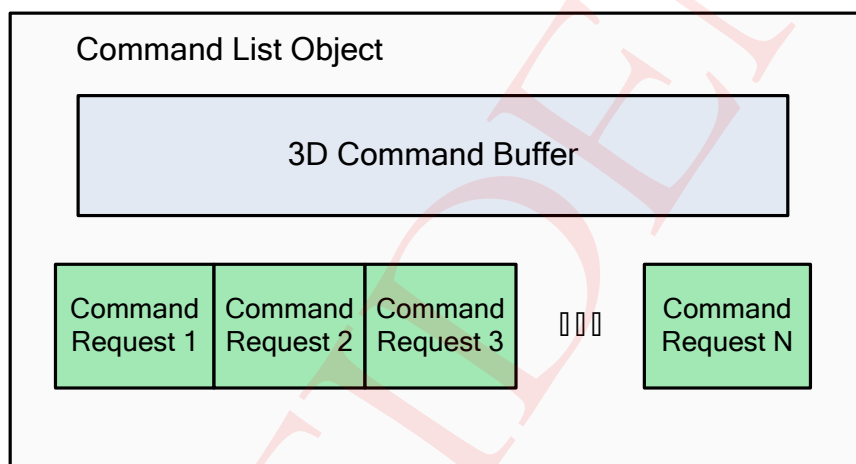 Command List Object
3D Command Buffer
Command
Request 1
Command
Request 2
Command
Request 3
Command
Request N